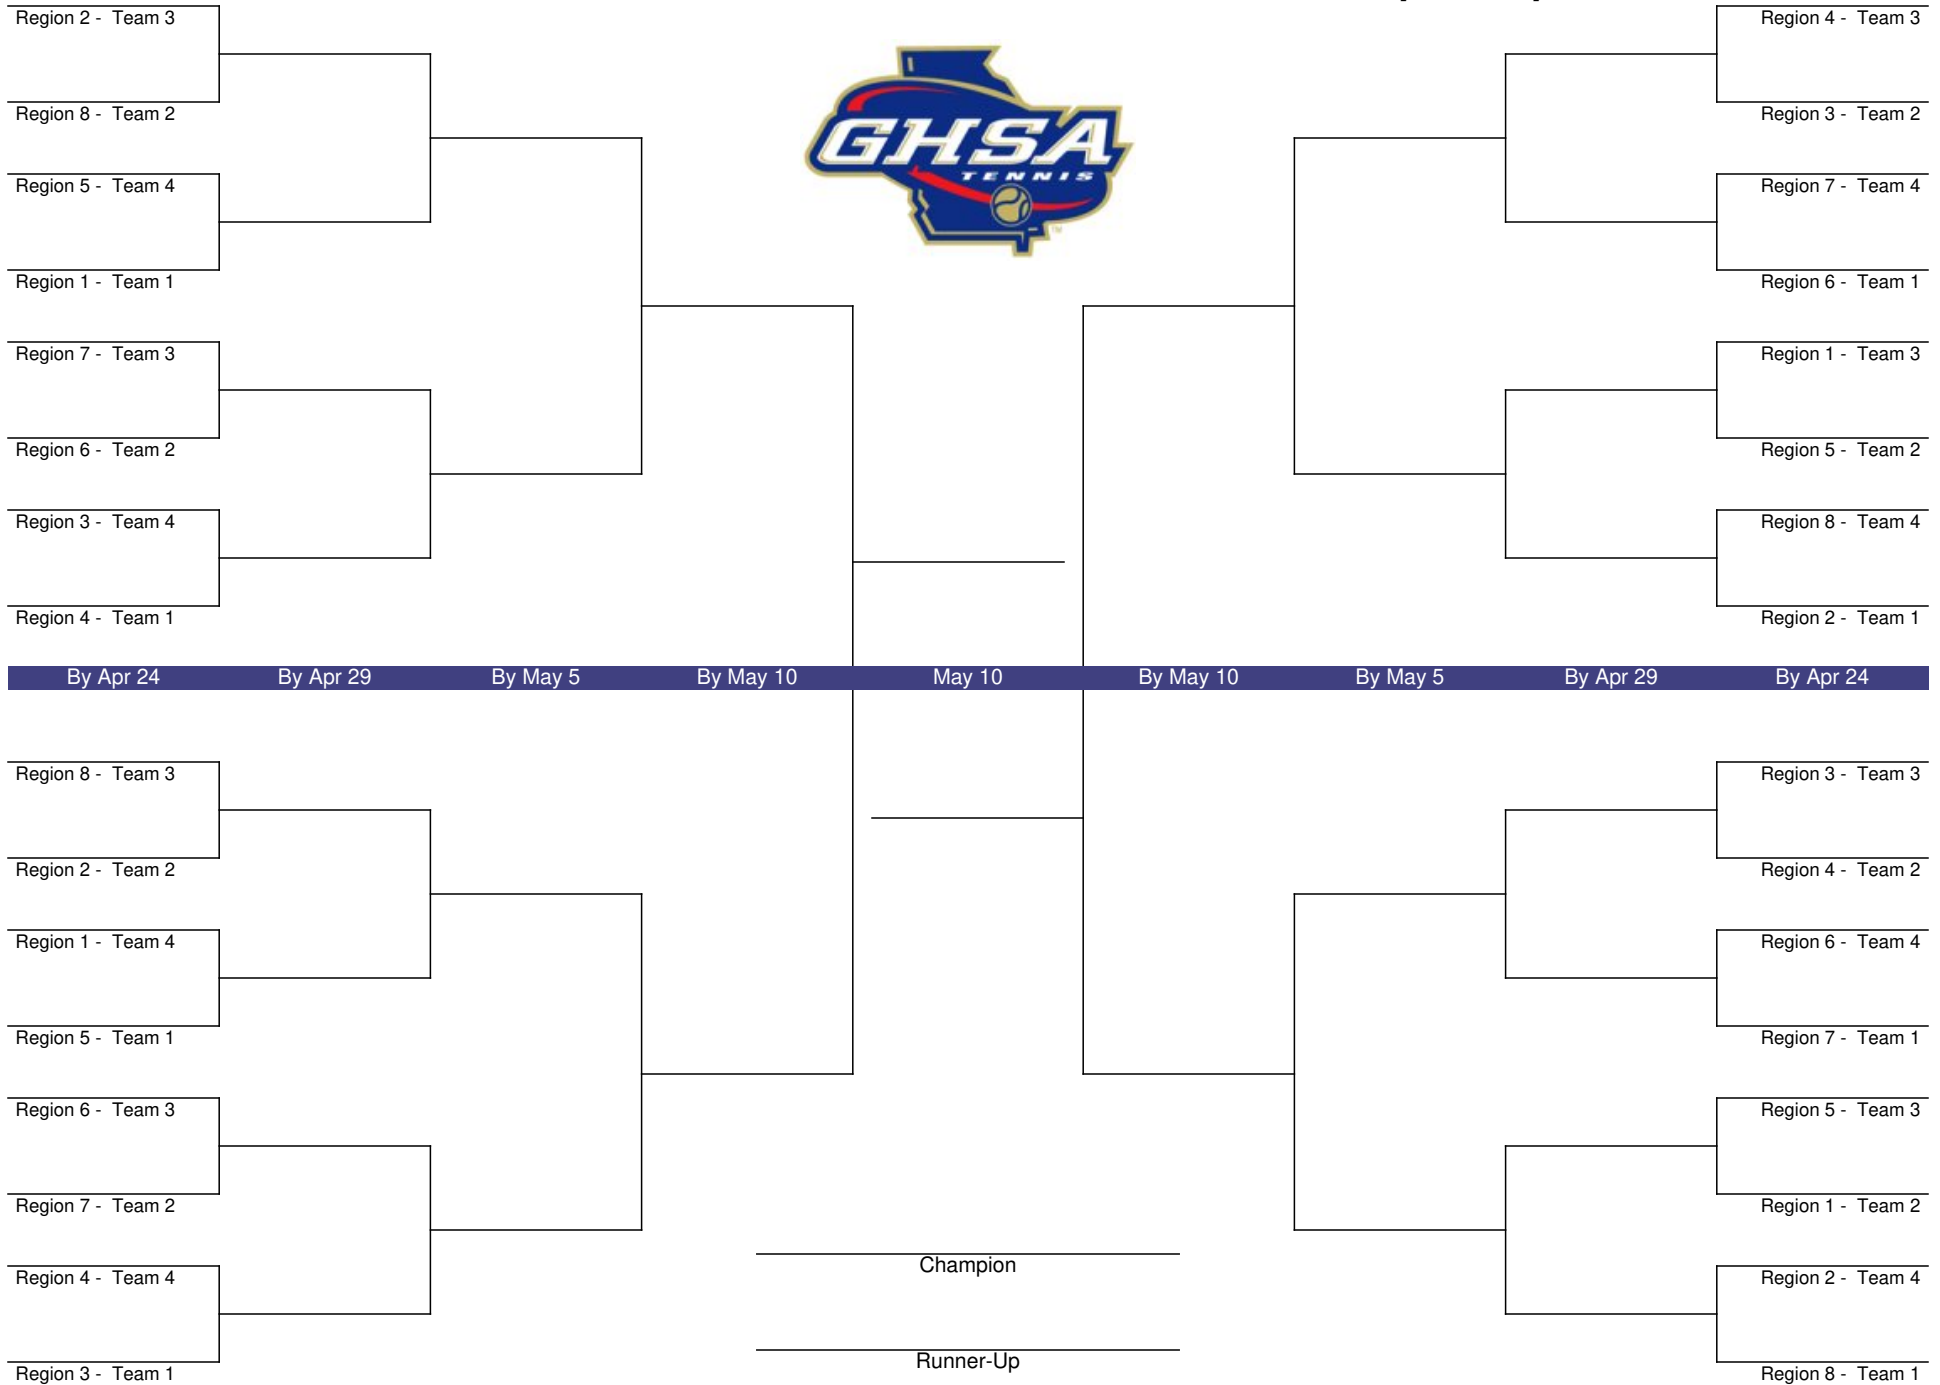 Region 2 - Team 3
Region 8 - Team 2
Region 5 - Team 4
Region 1 - Team 1
Region 7 - Team 3
Region 6 - Team 2
Region 3 - Team 4
Region 4 - Team 1
GHSA
TENNIS
TM
Region 4 - Team 3
Region 3 - Team 2
Region 7 - Team 4
Region 6 - Team 1
Region 1 - Team 3
Region 5 - Team 2
Region 8 - Team 4
Region 2 - Team 1
By Apr 24 By Apr 29 By May 5 By May 10 May 10 By May 10 By May 5 By Apr 29 By Apr 24
Region 8 - Team 3
Region 2 - Team 2
Region 1 - Team 4
Region 5 - Team 1
Region 6 - Team 3
Region 7 - Team 2
Region 4 - Team 4
Region 3 - Team 1
Champion
Runner-Up
Region 3 - Team 3
Region 4 - Team 2
Region 6 - Team 4
Region 7 - Team 1
Region 5 - Team 3
Region 1 - Team 2
Region 2 - Team 4
Region 8 - Team 1